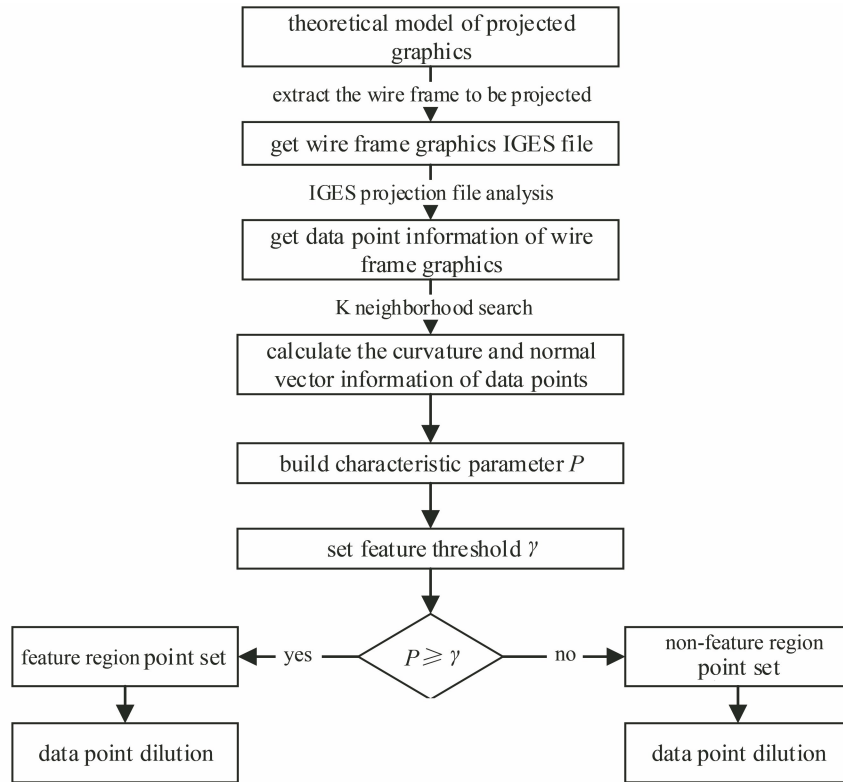 theoretical model of projected
graphics
extract the wire frame to be projected
get wire frame graphics IGES file
IGES projection file analysis
get data point information of wire
frame graphics
K neighborhood search
calculate the curvature and normal
vector information of data points
build characteristic parameter P
set feature threshold γ
feature region point set
yes
P ⩾ γ
no
non-feature region
point set
data point dilution
data point dilution